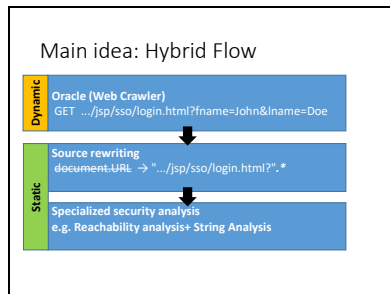 Main idea: Hybrid Flow
Dynamic
Oracle (Web Crawler)
GET .../jsp/sso/login.html?fname=John&lname=Doe
Static
Source rewriting
document.URL → ".../jsp/sso/login.html?".*
Specialized security analysis
e.g. Reachability analysis+ String Analysis